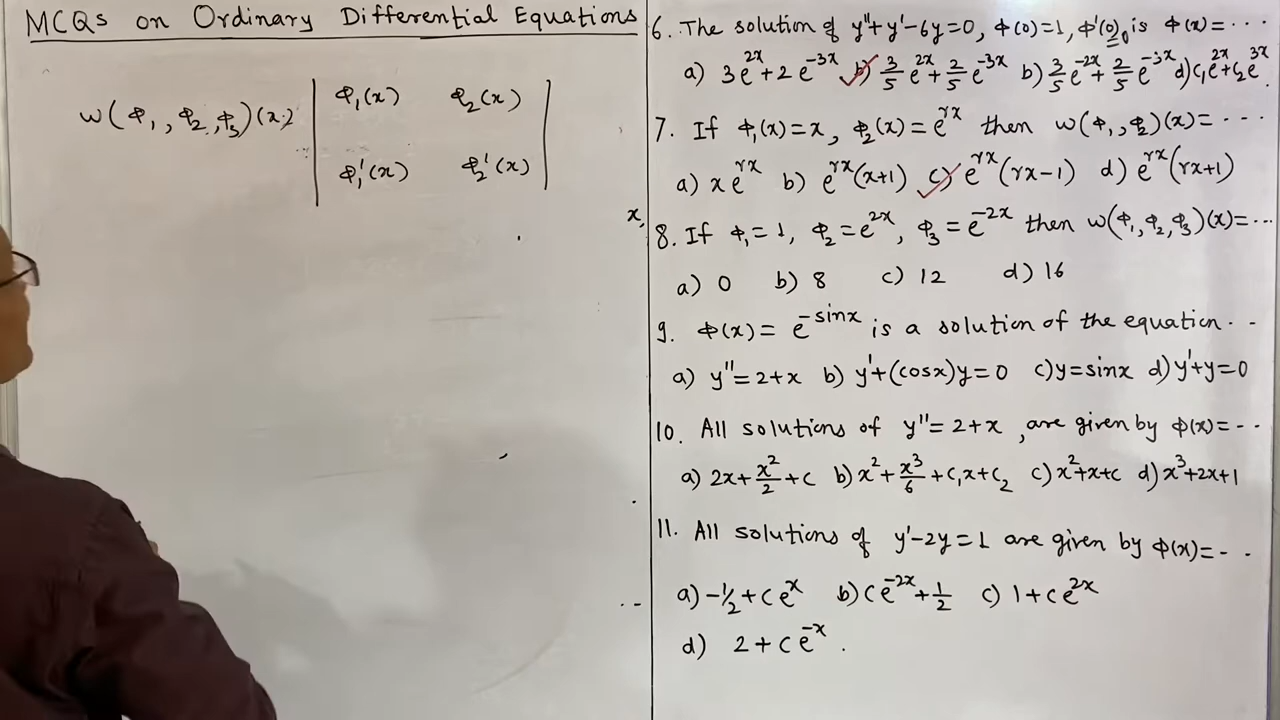 MCQs on Ordinary Differential Equations
W(Φ₁, Φ₂, Φ₃)(x)= | Φ₁(x) Φ₂(x) |
| Φ₁'(x) Φ₂'(x) |
6. The solution of y''+y'-6y=0, Φ(0)=1, Φ'(0)=0 is Φ(x)=...
a) 3e^{2x}+2e^{-3x} b) 3/5 e^{2x}+2/5 e^{-3x} b) 3/5 e^{-2x}+2/5 e^{-3x} d) c₁e^{2x}+c₂e^{3x}.
7. If Φ₁(x)=x, Φ₂(x)=e^{rx} then W(Φ₁,Φ₂)(x)=...
a) xe^{rx} b) e^{rx}(x+1) c) e^{rx}(rx-1) d) e^{rx}(rx+1)
8. If Φ₁=1, Φ₂=e^{2x}, Φ₃=e^{-2x} then W(Φ₁,Φ₂,Φ₃)(x)=...
a) 0 b) 8 c) 12 d) 16
9. Φ(x)= e^{-sinx} is a solution of the equation..
a) y''=2+x b) y'+(cosx)y=0 c) y=sinx d) y'+y=0
10. All solutions of y''=2+x, are given by Φ(x)=--
a) 2x+x²/2+c b) x²+x³/6+c₁x+c₂ c) x²+x+c d) x³+2x+1
11. All solutions of y'-2y=1 are given by Φ(x)=- -
a) -1/2+ce^{x} b) ce^{-2x}+1/2 c) 1+ce^{2x}
d) 2+ce^{-x}.